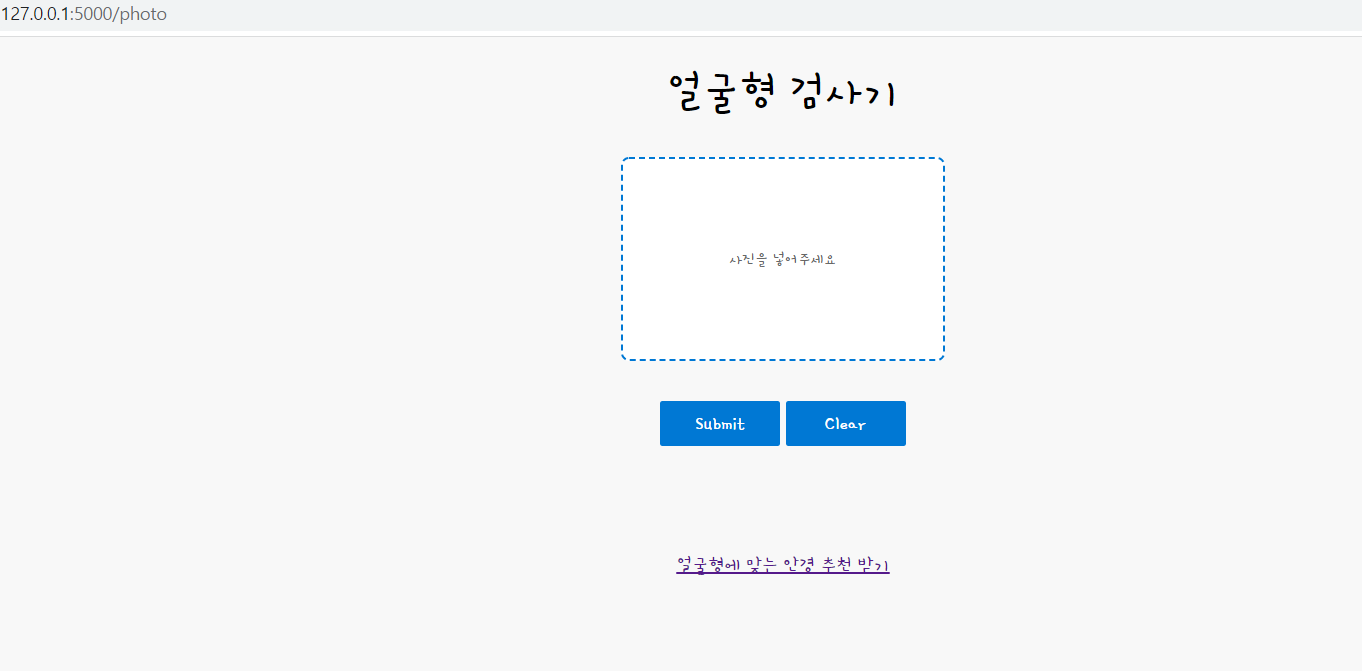 127.0.0.1:5000/photo
얼굴형 검사기
사진을 넣어주세요
Submit Clear
얼굴형에 맞는 안경 추천 받기